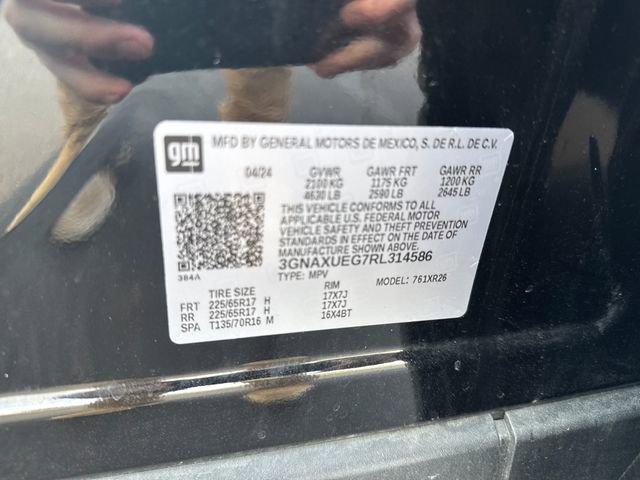 gm
MFD BY GENERAL MOTORS DE MEXICO, S. DE R.L. DE C.V.
04/24 GVWR GAWR FRT GAWR RR
2100 KG 1175 KG 1200 KG
4630 LB 2590 LB 2645 LB
THIS VEHICLE CONFORMS TO ALL
APPLICABLE U.S. FEDERAL MOTOR
VEHICLE SAFETY AND THEFT PREVENTION
STANDARDS IN EFFECT ON THE DATE OF
MANUFACTURE SHOWN ABOVE.
3GNAXUEG7RL314586
384A TYPE: MPV MODEL: 761XR26
TIRE SIZE RIM
FRT 225/65R17 H 17X7J
RR 225/65R17 H 17X7J
SPA T135/70R16 M 16X4BT